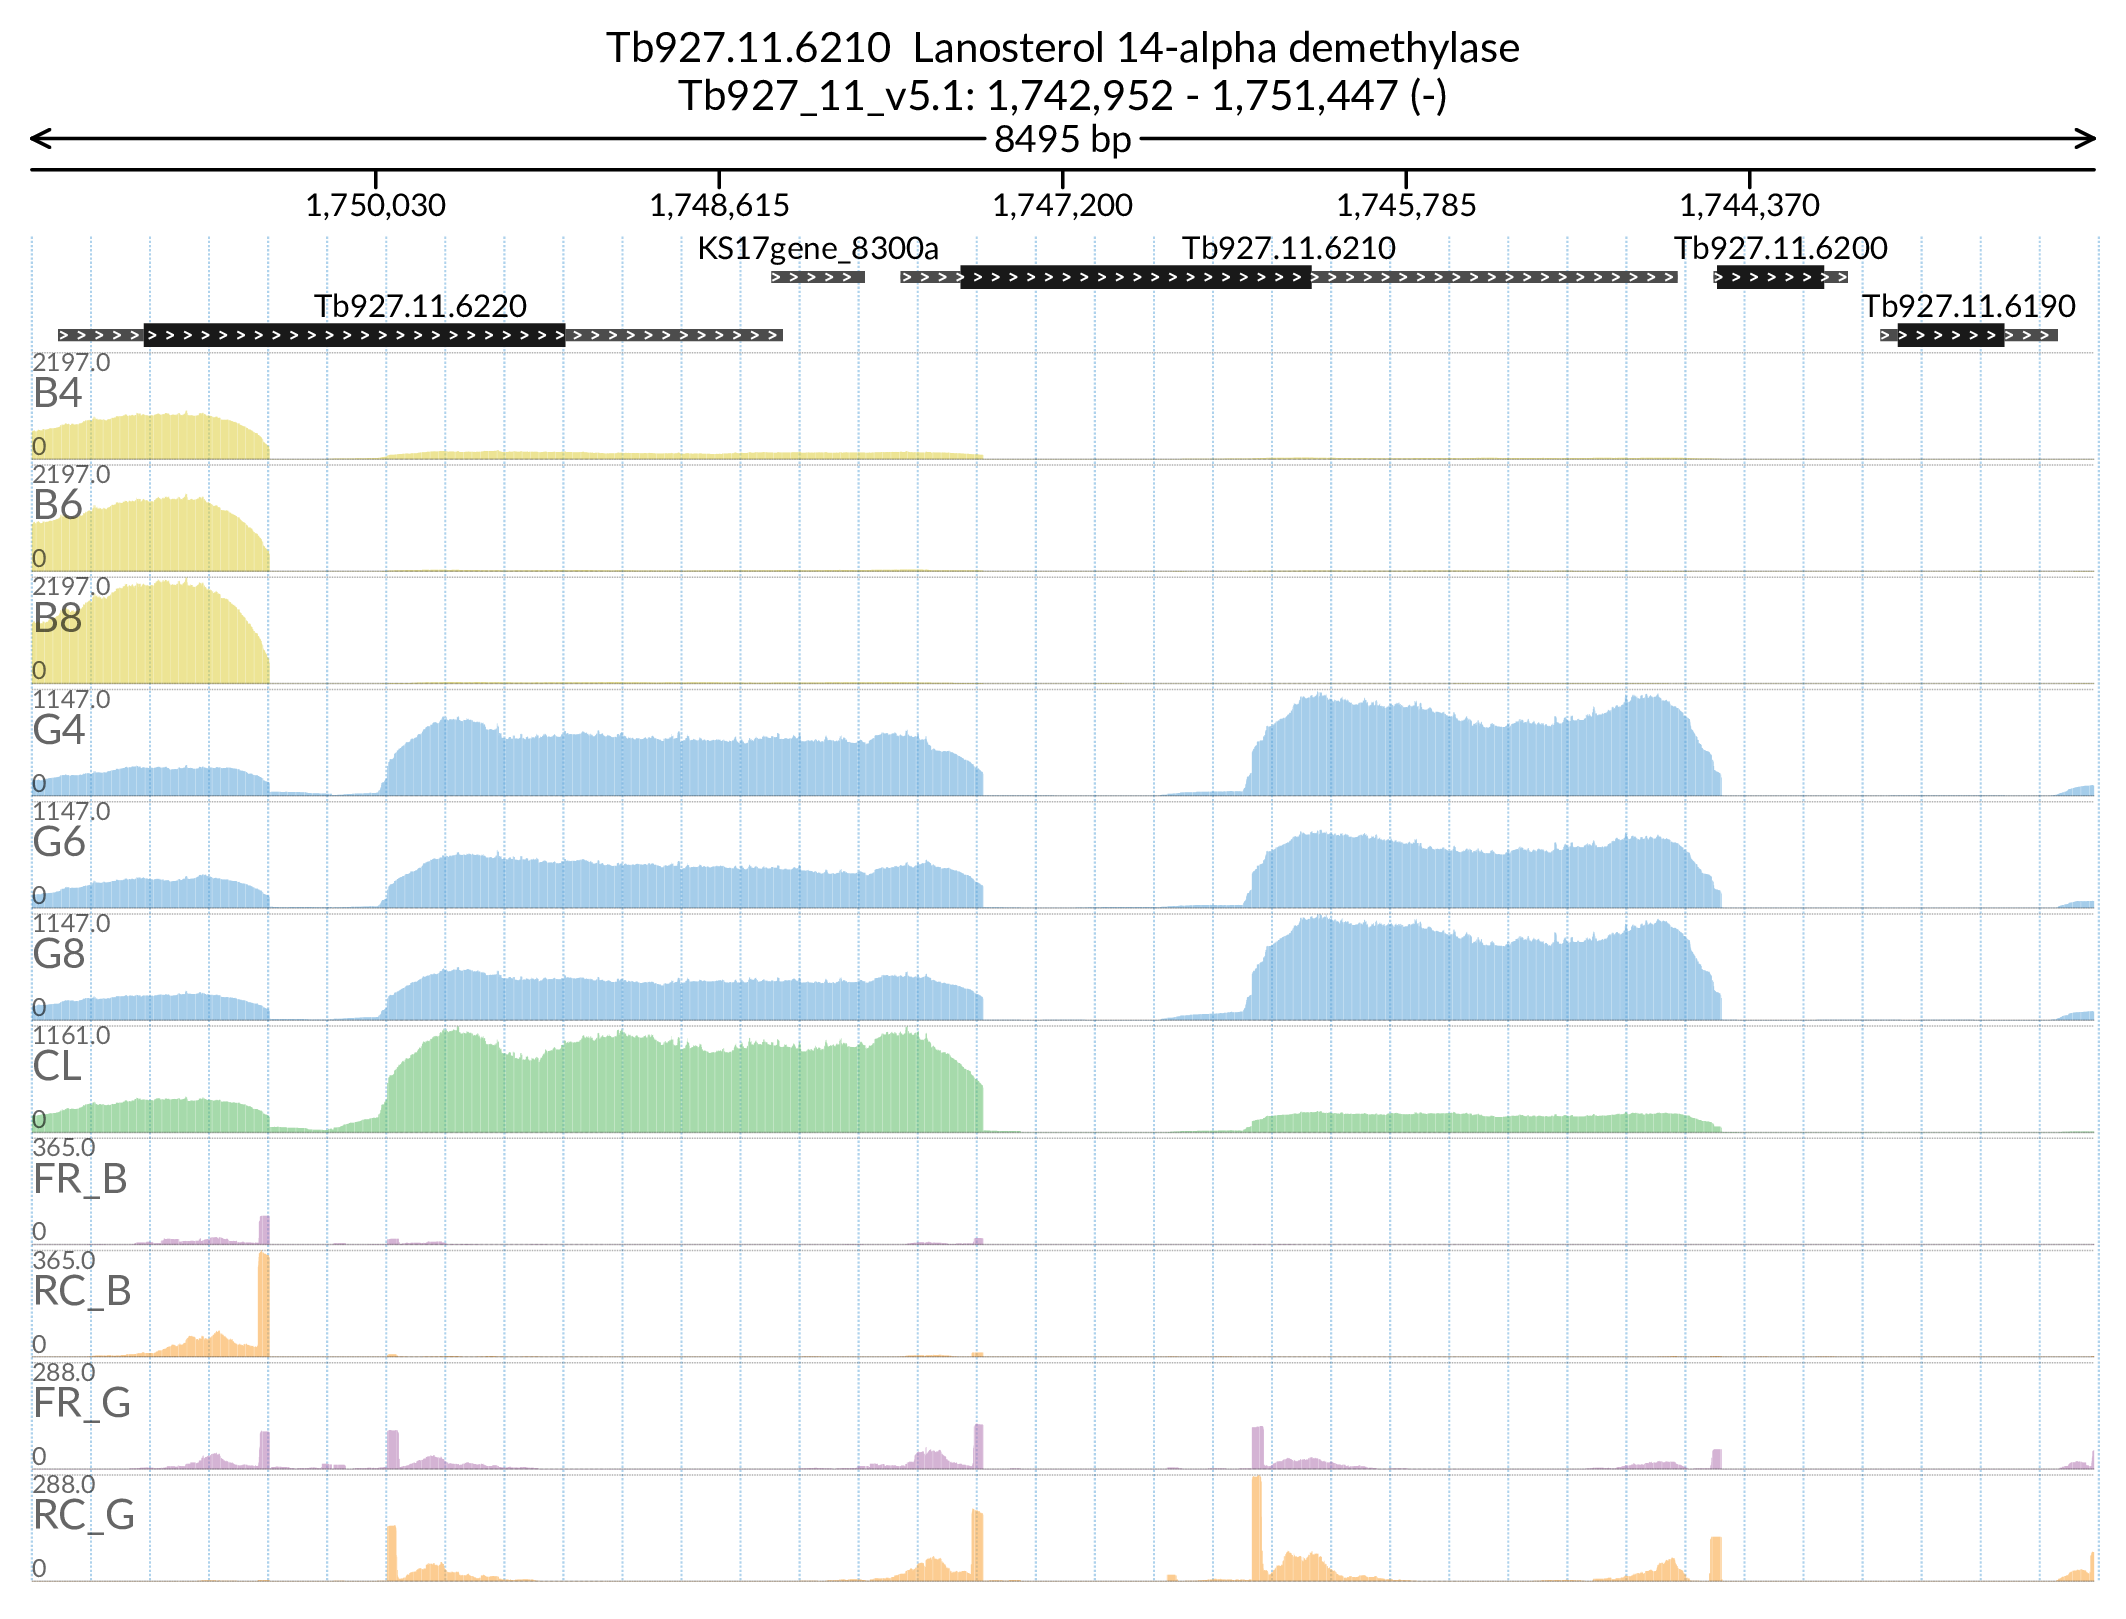 Tb927.11.6210  Lanosterol 14-alpha demethylase
Tb927_11_v5.1: 1,742,952 - 1,751,447 (-)
8495 bp
1,750,030 1,748,615 1,747,200 1,745,785 1,744,370
KS17gene_8300a Tb927.11.6210 Tb927.11.6200
Tb927.11.6220 Tb927.11.6190
2197.0
B4
0
2197.0
B6
0
2197.0
B8
0
1147.0
G4
0
1147.0
G6
0
1147.0
G8
0
1161.0
CL
0
365.0
FR_B
0
365.0
RC_B
0
288.0
FR_G
0
288.0
RC_G
0